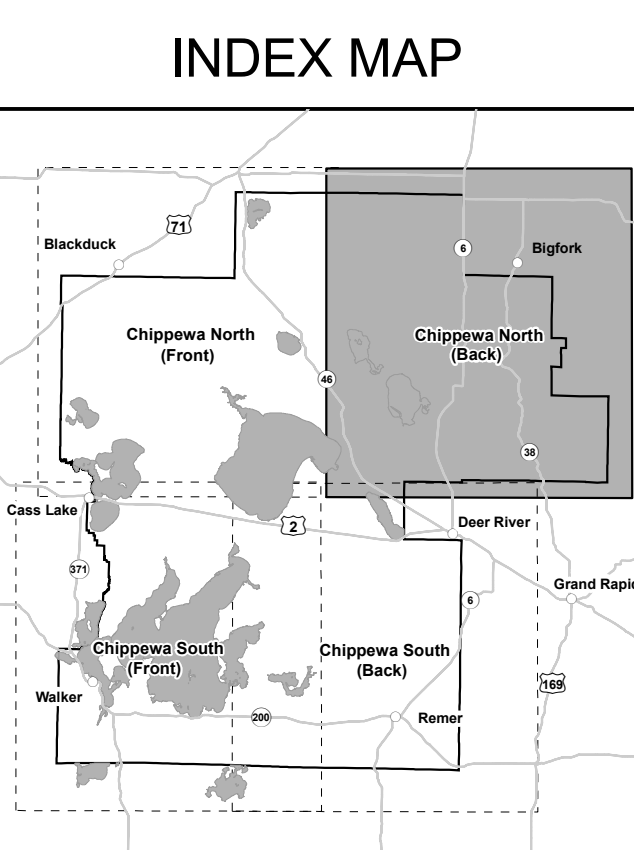 INDEX MAP
71
Blackduck
6
Bigfork
Chippewa North
(Front)
Chippewa North
(Back)
46
38
Cass Lake
2
Deer River
371
6
Grand Rapid
Chippewa South
(Front)
Chippewa South
(Back)
Walker
169
200
Remer